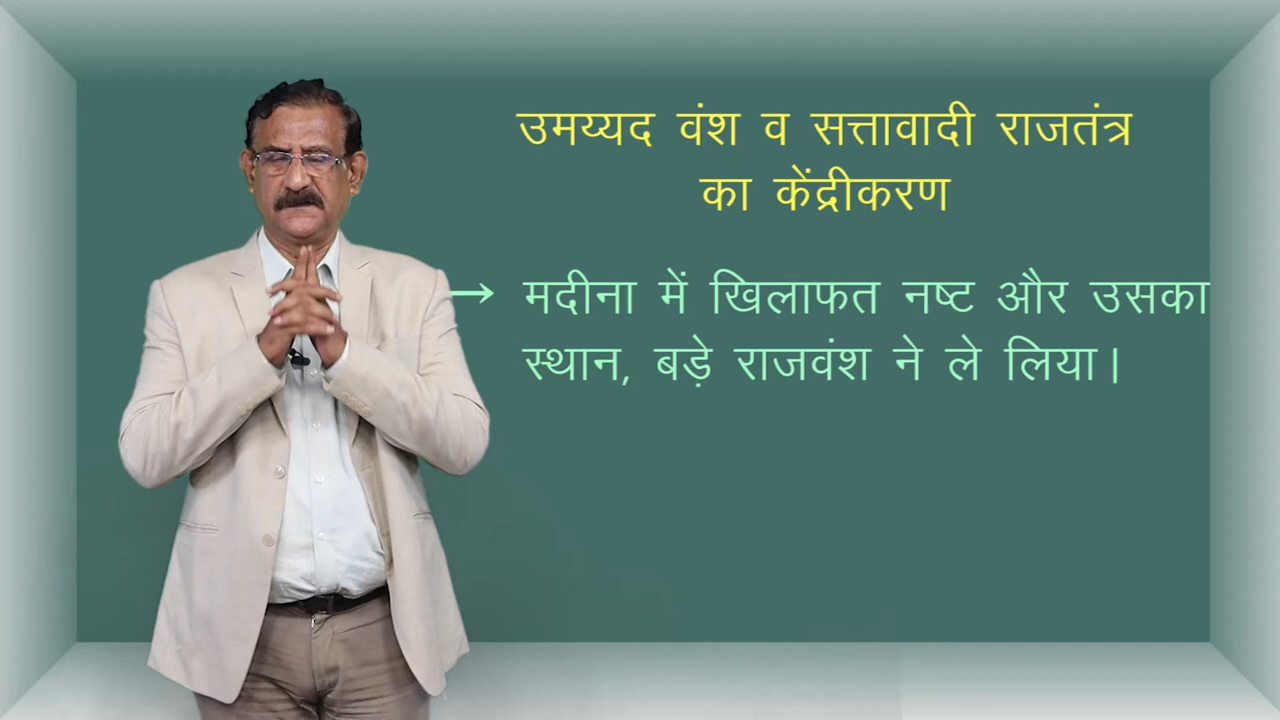 उमय्यद वंश व सत्तावादी राजतंत्र
का केंद्रीकरण
→ मदीना में खिलाफत नष्ट और उसका
स्थान, बड़े राजवंश ने ले लिया।